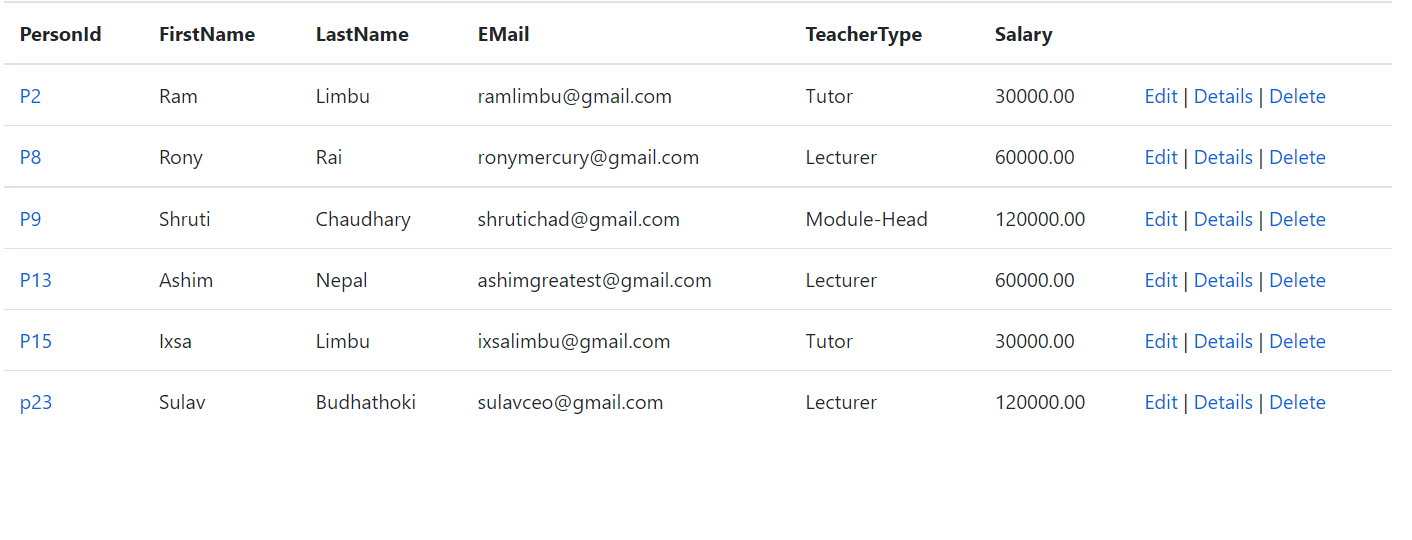 PersonId FirstName LastName EMail TeacherType Salary
P2 Ram Limbu ramlimbu@gmail.com Tutor 30000.00 Edit | Details | Delete
P8 Rony Rai ronymercury@gmail.com Lecturer 60000.00 Edit | Details | Delete
P9 Shruti Chaudhary shrutichad@gmail.com Module-Head 120000.00 Edit | Details | Delete
P13 Ashim Nepal ashimgreatest@gmail.com Lecturer 60000.00 Edit | Details | Delete
P15 Ixsa Limbu ixsalimbu@gmail.com Tutor 30000.00 Edit | Details | Delete
p23 Sulav Budhathoki sulavceo@gmail.com Lecturer 120000.00 Edit | Details | Delete